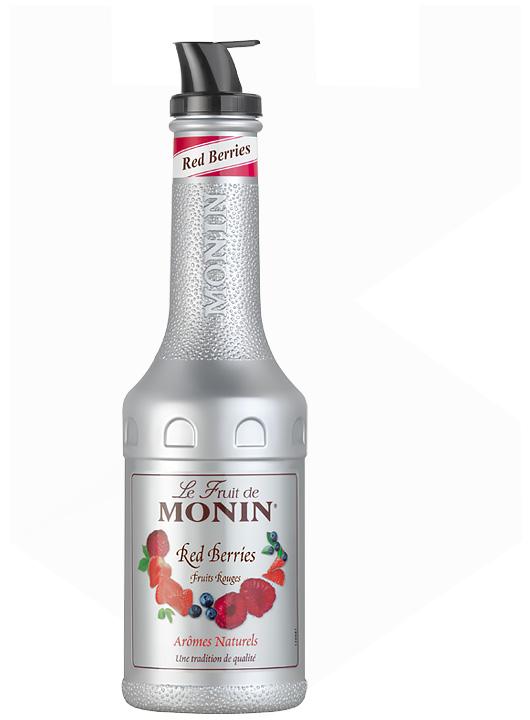 Red Berries
MONIN
Le Fruit de
MONIN®
Red Berries
Fruits Rouges
Arômes Naturels
Une tradition de qualité